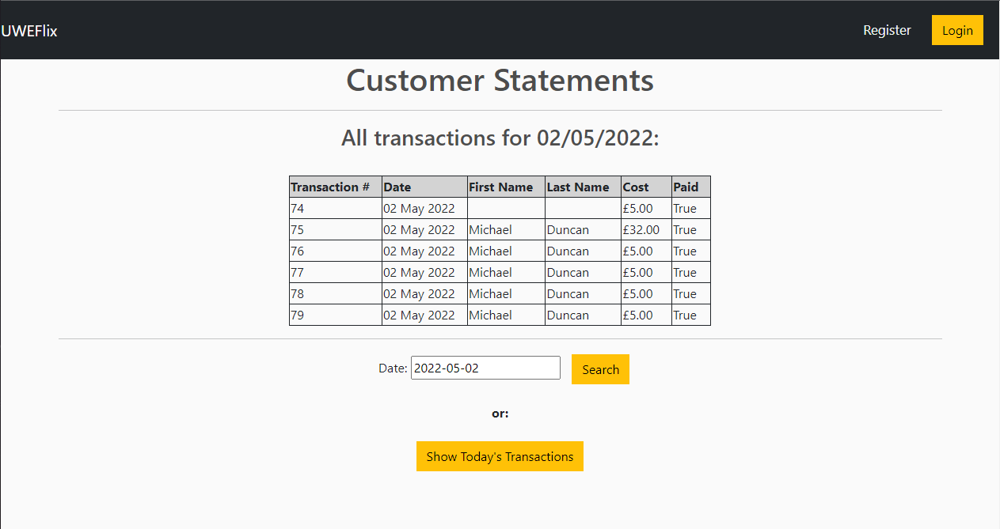 UWEFlix Register Login
Customer Statements
All transactions for 02/05/2022:
Transaction # Date First Name Last Name Cost Paid
74 02 May 2022 £5.00 True
75 02 May 2022 Michael Duncan £32.00 True
76 02 May 2022 Michael Duncan £5.00 True
77 02 May 2022 Michael Duncan £5.00 True
78 02 May 2022 Michael Duncan £5.00 True
79 02 May 2022 Michael Duncan £5.00 True
Date: 2022-05-02 Search
or:
Show Today's Transactions